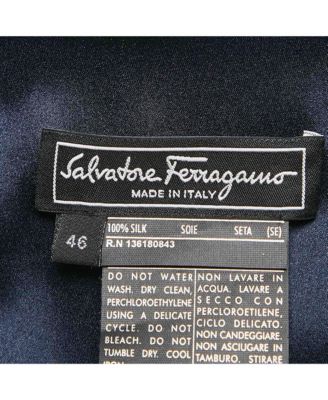 Salvatore Ferragamo
MADE IN ITALY
46
100% SILK SOIE SETA (SE)
R.N 136180843
DO NOT WATER
WASH. DRY CLEAN,
PERCHLOROETHYLENE
USING A DELICATE
CYCLE. DO NOT
BLEACH. DO NOT
TUMBLE DRY. COOL
NON LAVARE IN
ACQUA. LAVARE
A SECCO CON
PERCLOROETILENE,
CICLO DELICATO.
NON CANDEGGIARE.
NON ASCIUGARE IN
TAMBURO. STIRARE